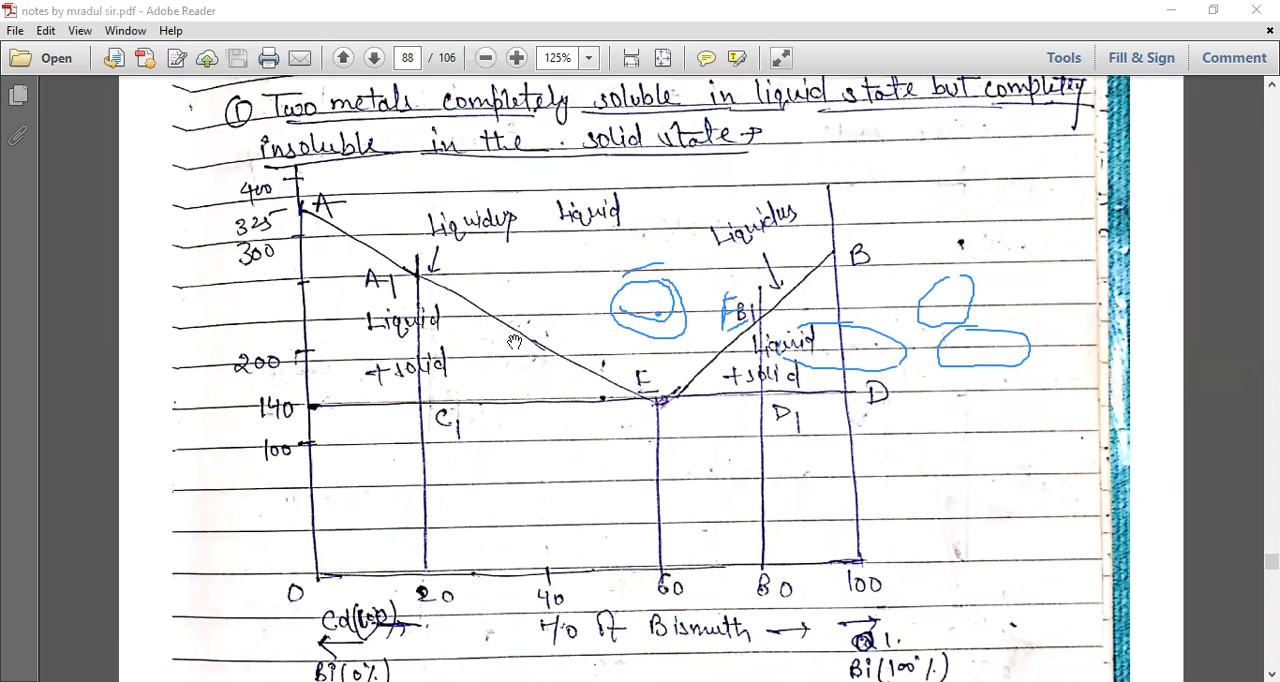 notes by mradul sir.pdf - Adobe Reader
File Edit View Window Help
Open 88 / 106 125% Tools Fill & Sign Comment
① Two metals completely soluble in liquid state but completely
insoluble in the solid state →
400
A
325
300
Liquidus
Liquid
Liquidus
B
A1
B1
Liquid
+ solid
Liquid
+ solid
200
E
D
140
C1
D1
100
0 20 40 60 80 100
Cd(100)
% of Bismuth →
Bi (0%)
Bi (100%)